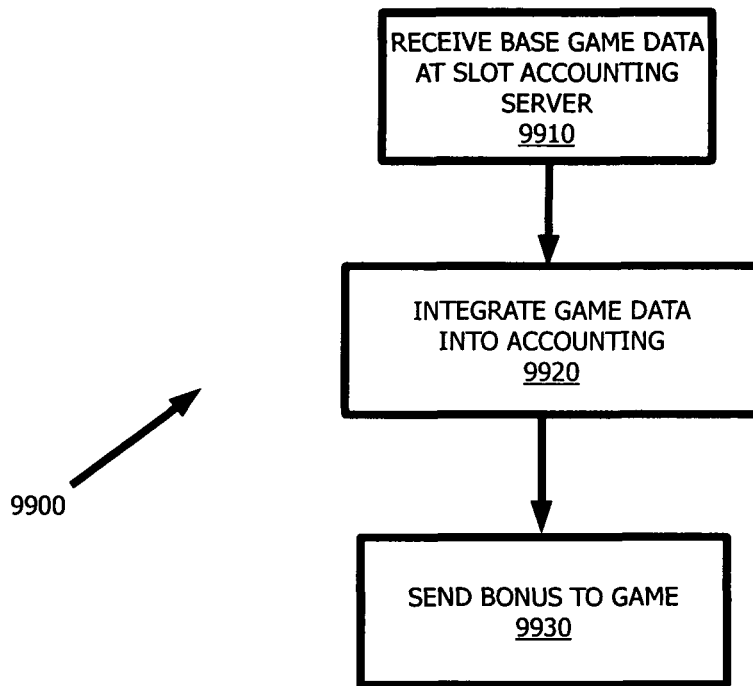 RECEIVE BASE GAME DATA
AT SLOT ACCOUNTING
SERVER
9910
INTEGRATE GAME DATA
INTO ACCOUNTING
9920
9900
SEND BONUS TO GAME
9930